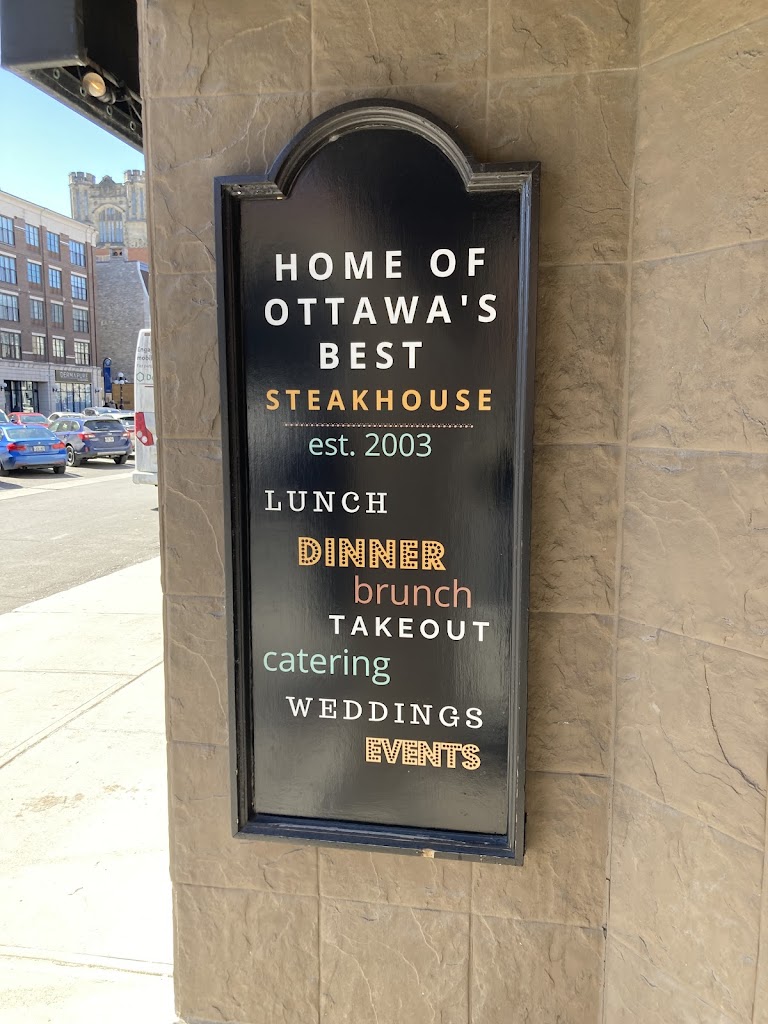 HOME OF
OTTAWA'S
BEST
STEAKHOUSE
est. 2003
LUNCH
DINNER
brunch
TAKEOUT
catering
WEDDINGS
EVENTS